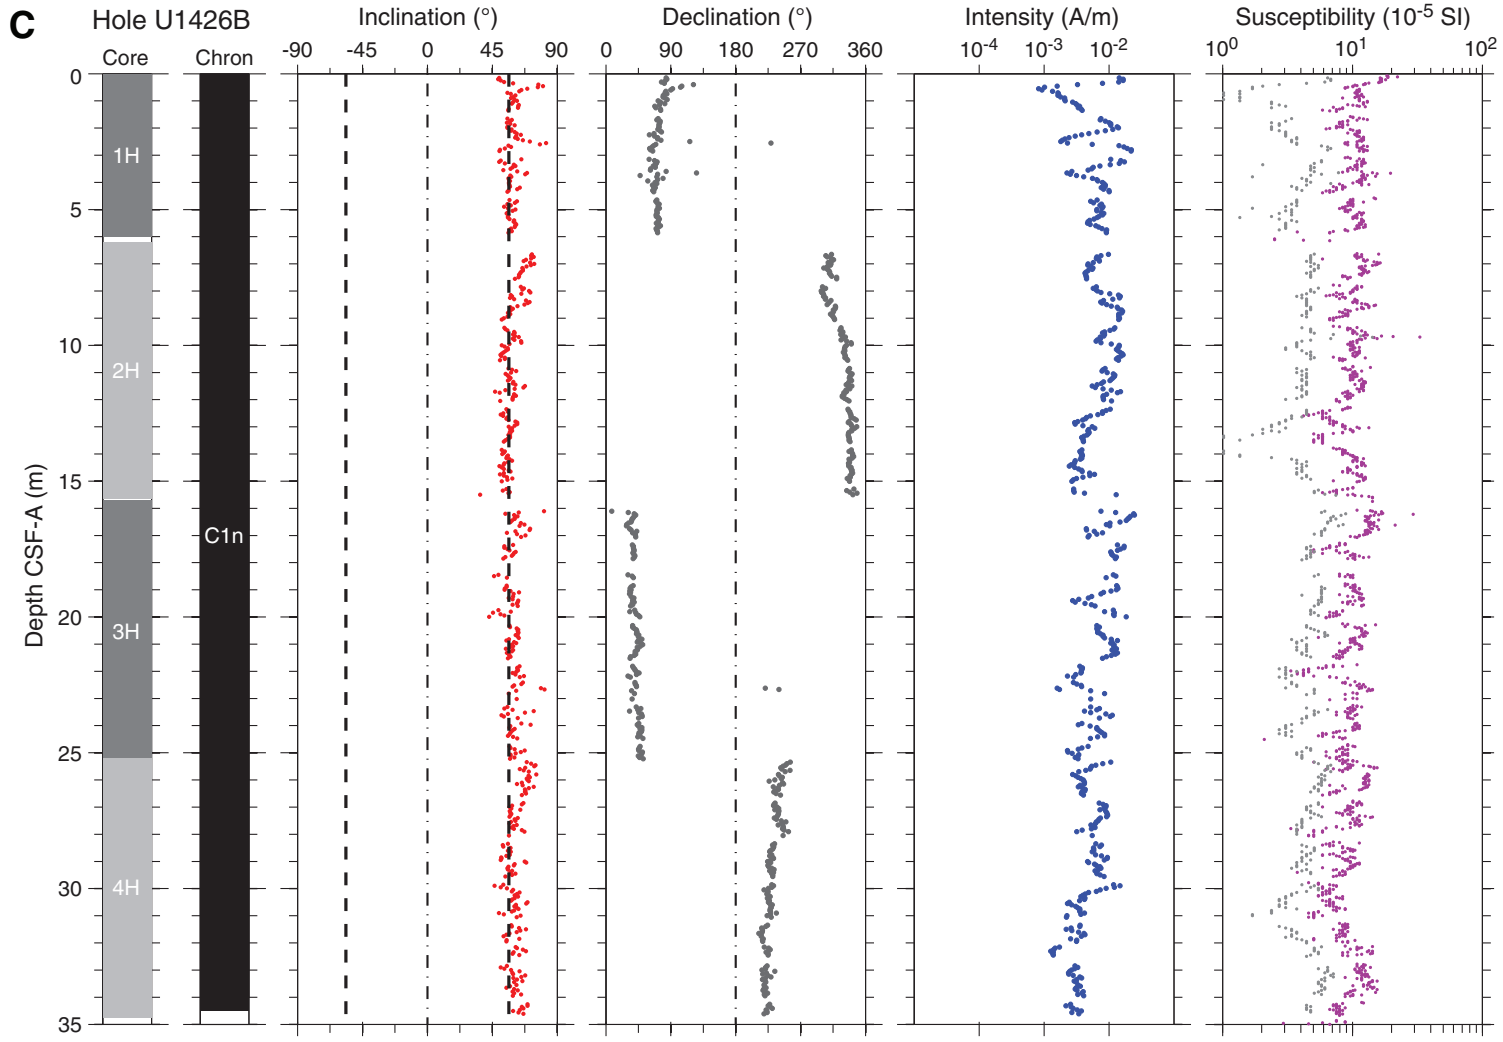 C
Hole U1426B
Inclination (°)
Declination (°)
Intensity (A/m)
Susceptibility (10⁻⁵ SI)
Core
Chron
-90 -45 0 45 90
0 90 180 270 360
10⁻⁴ 10⁻³ 10⁻²
10⁰ 10¹ 10²
Depth CSF-A (m)
0
5
10
15
20
25
30
35
1H
2H
3H
4H
C1n